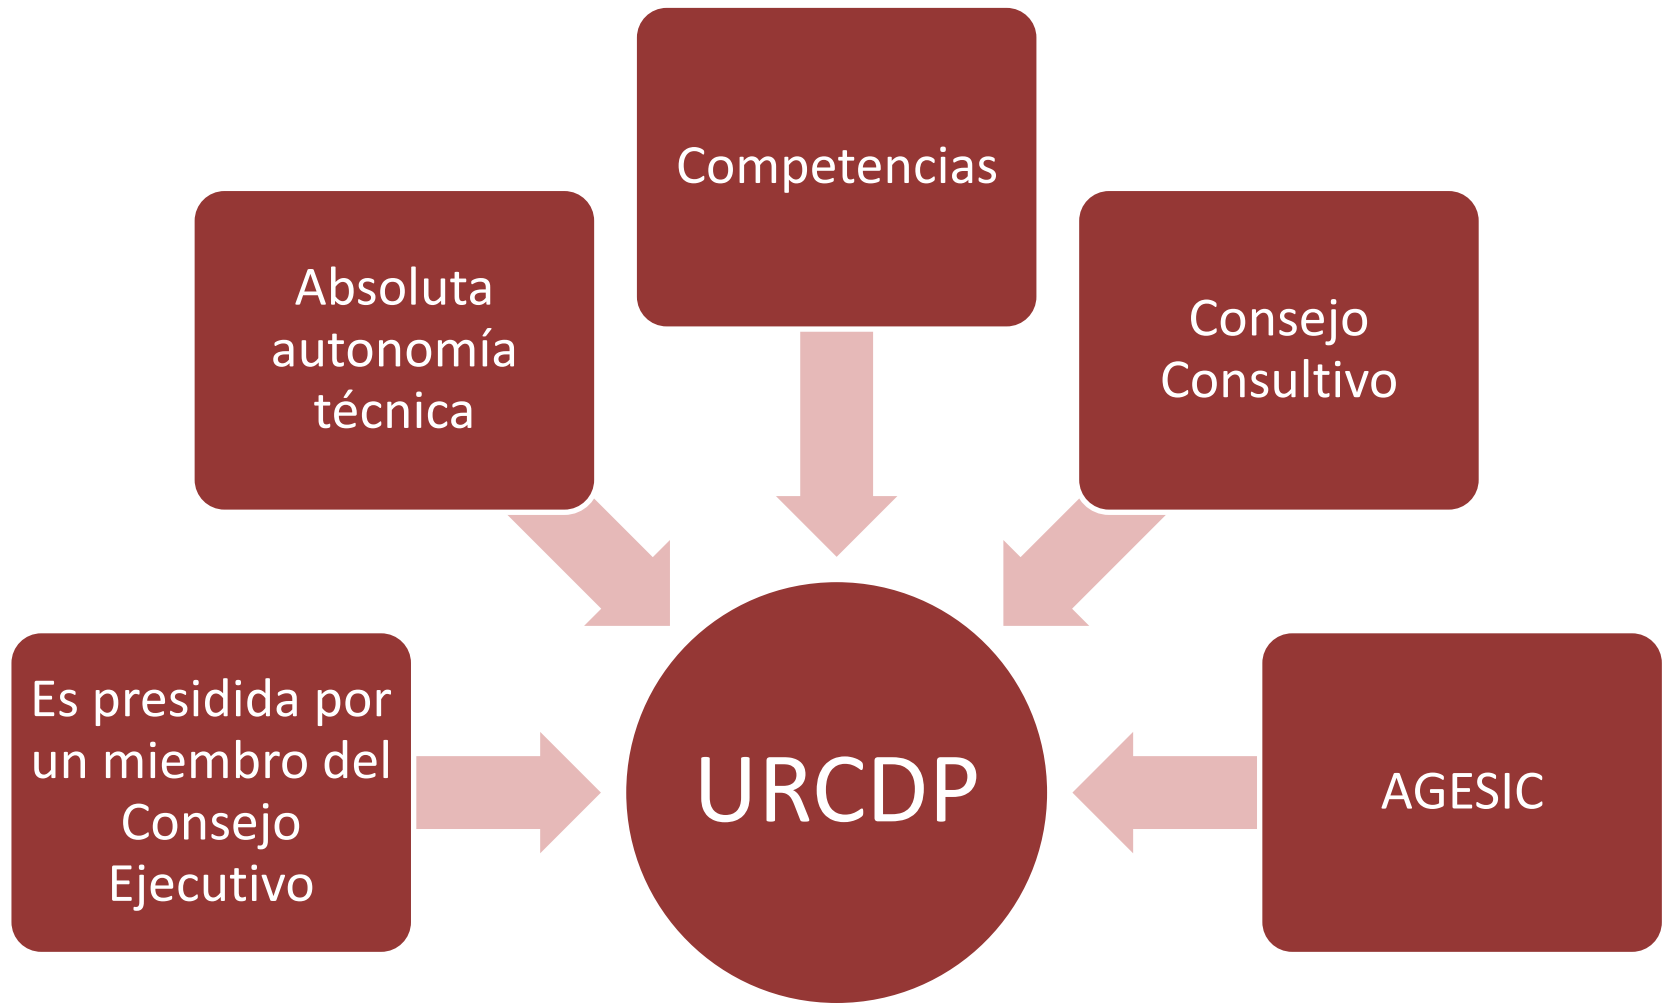 Competencias
Absoluta
autonomía
técnica
Consejo
Consultivo
Es presidida por
un miembro del
Consejo
Ejecutivo
URCDP
AGESIC